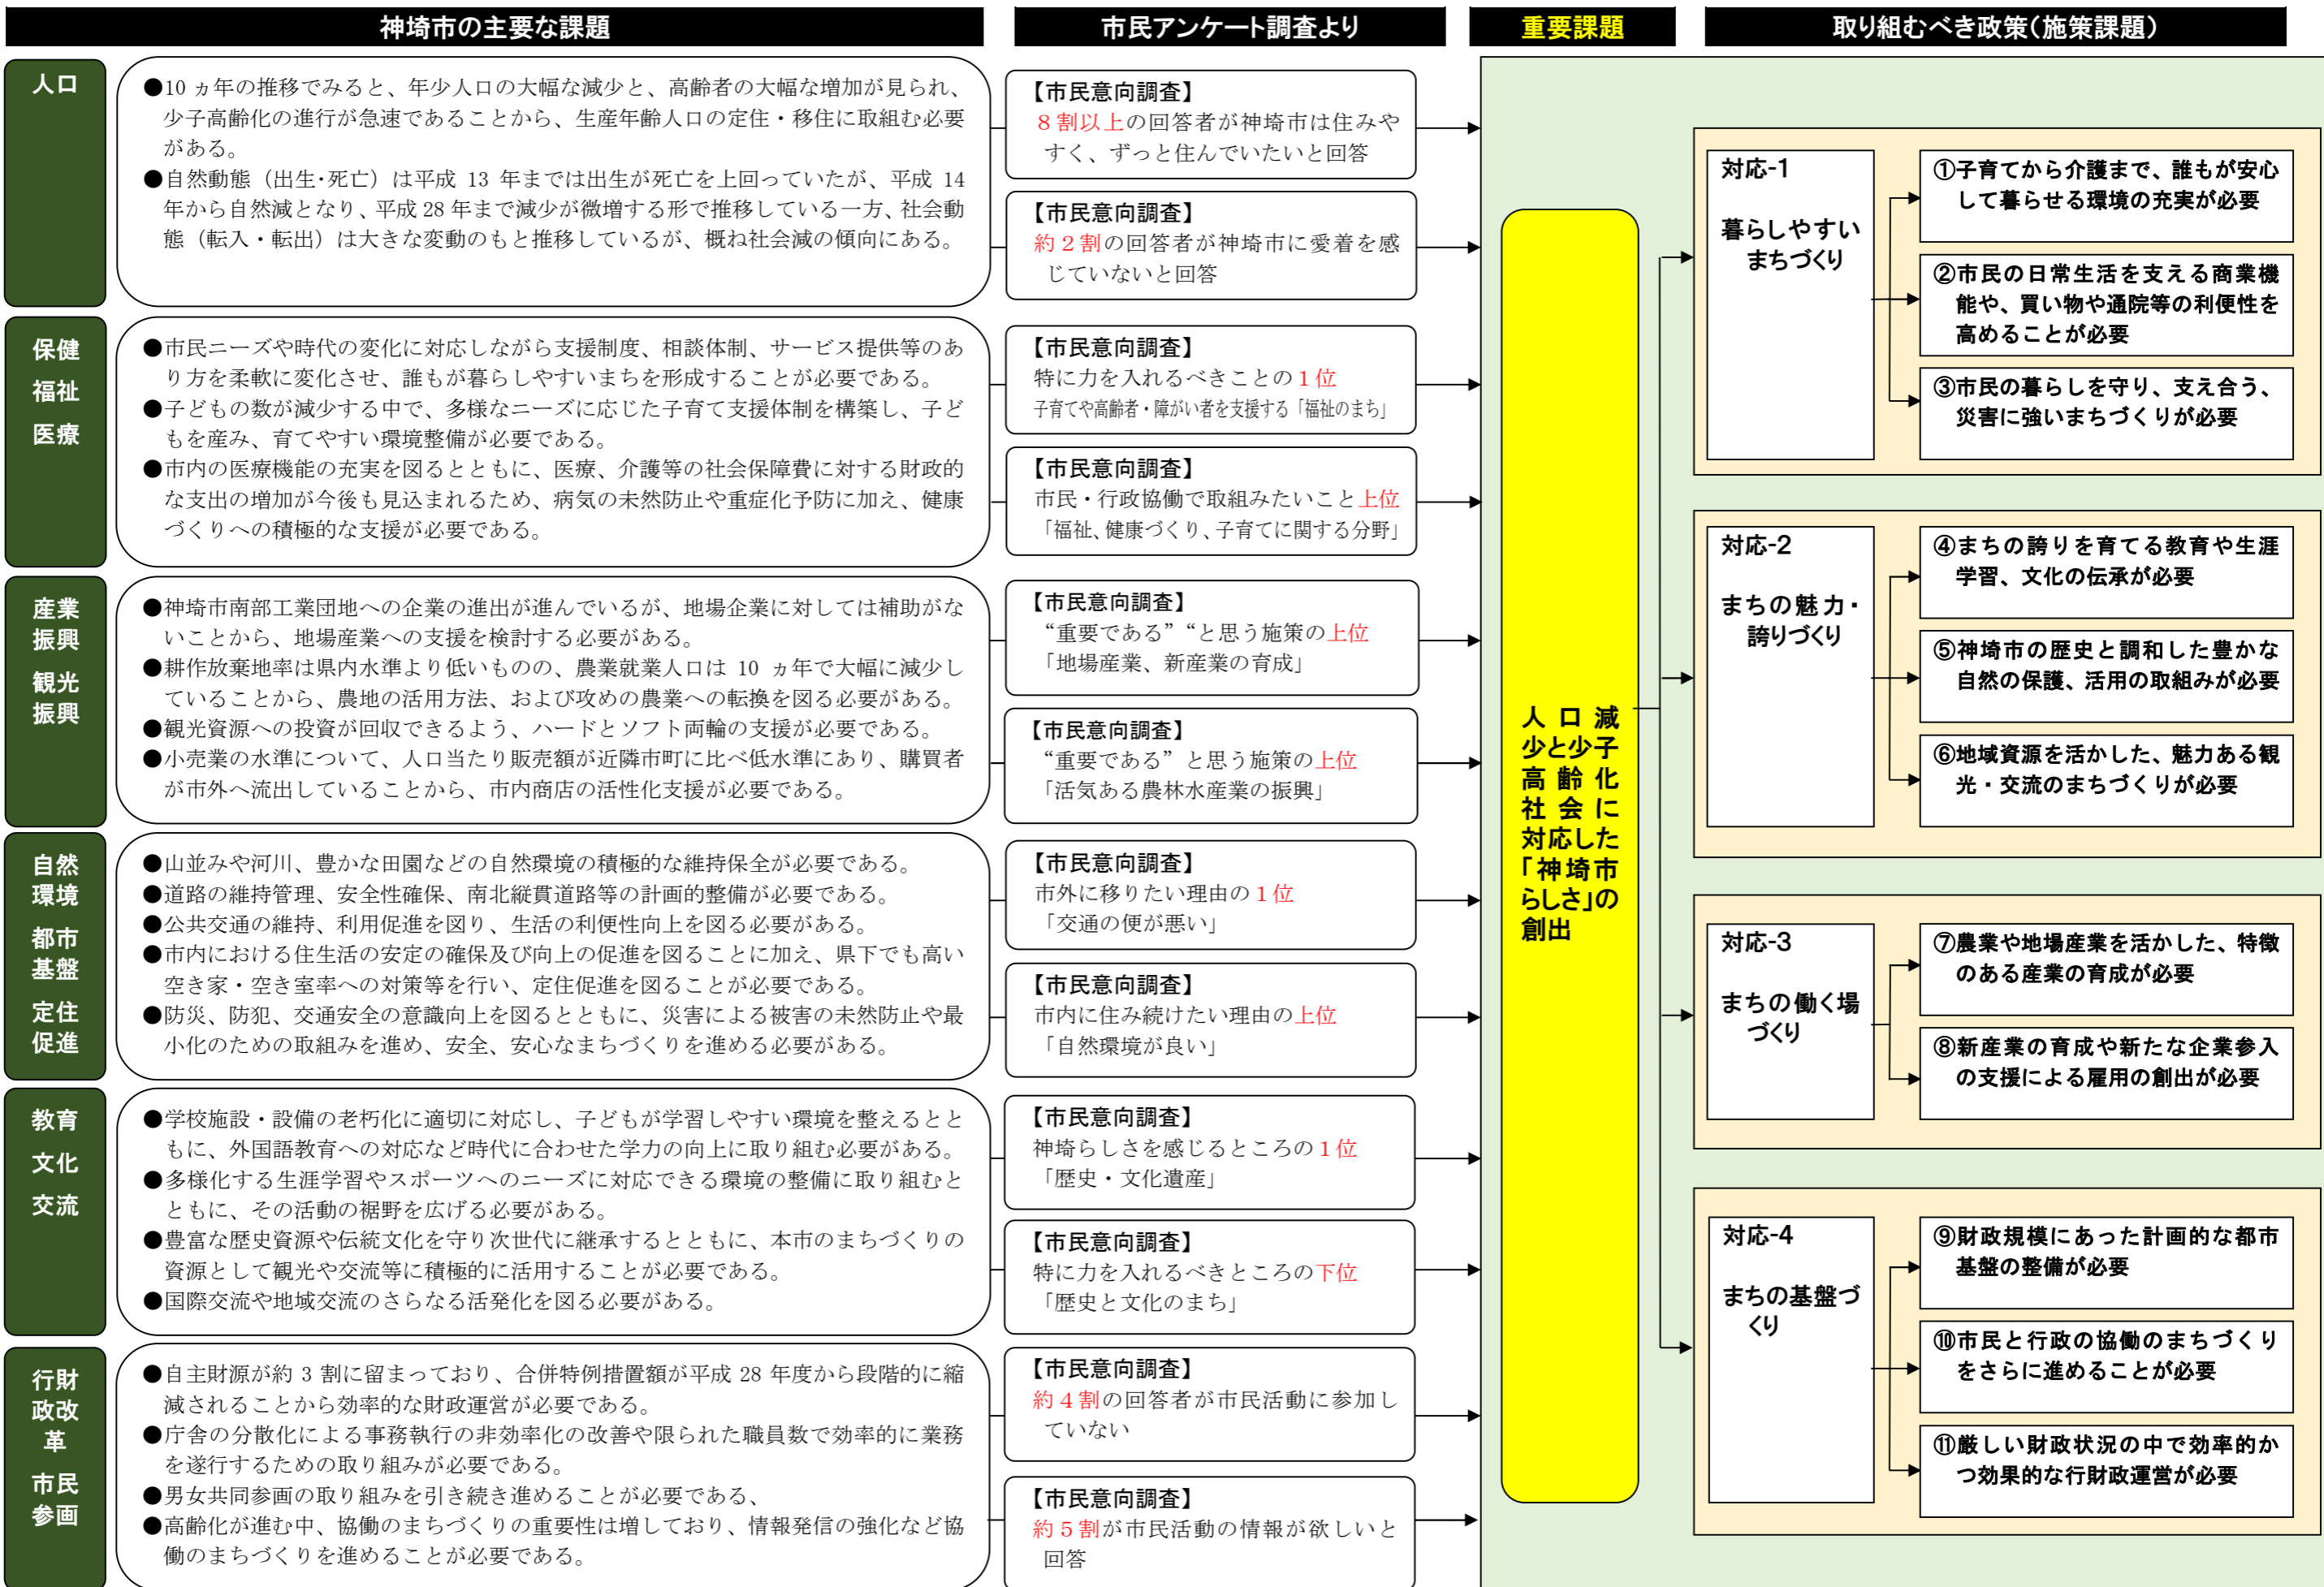 神埼市の主要な課題
市民アンケート調査より
重要課題
取り組むべき政策(施策課題)
人口
●10 ヵ年の推移でみると、年少人口の大幅な減少と、高齢者の大幅な増加が見られ、
少子高齢化の進行が急速であることから、生産年齢人口の定住・移住に取組む必要
がある。
●自然動態（出生・死亡）は平成 13 年までは出生が死亡を上回っていたが、平成 14
年から自然減となり、平成 28 年まで減少が微増する形で推移している一方、社会動
態（転入・転出）は大きな変動のもと推移しているが、概ね社会減の傾向にある。
【市民意向調査】
８割以上の回答者が神埼市は住みや
すく、ずっと住んでいたいと回答
【市民意向調査】
約２割の回答者が神埼市に愛着を感
じていないと回答
保健
福祉
医療
●市民ニーズや時代の変化に対応しながら支援制度、相談体制、サービス提供等のあ
り方を柔軟に変化させ、誰もが暮らしやすいまちを形成することが必要である。
●子どもの数が減少する中で、多様なニーズに応じた子育て支援体制を構築し、子ど
もを産み、育てやすい環境整備が必要である。
●市内の医療機能の充実を図るとともに、医療、介護等の社会保障費に対する財政的
な支出の増加が今後も見込まれるため、病気の未然防止や重症化予防に加え、健康
づくりへの積極的な支援が必要である。
【市民意向調査】
特に力を入れるべきことの１位
子育てや高齢者・障がい者を支援する「福祉のまち」
【市民意向調査】
市民・行政協働で取組みたいこと上位
「福祉、健康づくり、子育てに関する分野」
産業
振興
観光
振興
●神埼市南部工業団地への企業の進出が進んでいるが、地場企業に対しては補助がな
いことから、地場産業への支援を検討する必要がある。
●耕作放棄地率は県内水準より低いものの、農業就業人口は 10 ヵ年で大幅に減少し
ていることから、農地の活用方法、および攻めの農業への転換を図る必要がある。
●観光資源への投資が回収できるよう、ハードとソフト両輪の支援が必要である。
●小売業の水準について、人口当たり販売額が近隣市町に比べ低水準にあり、購買者
が市外へ流出していることから、市内商店の活性化支援が必要である。
【市民意向調査】
“重要である” “と思う施策の上位
「地場産業、新産業の育成」
【市民意向調査】
“重要である” と思う施策の上位
「活気ある農林水産業の振興」
自然
環境
都市
基盤
定住
促進
●山並みや河川、豊かな田園などの自然環境の積極的な維持保全が必要である。
●道路の維持管理、安全性確保、南北縦貫道路等の計画的整備が必要である。
●公共交通の維持、利用促進を図り、生活の利便性向上を図る必要がある。
●市内における住生活の安定の確保及び向上の促進を図ることに加え、県下でも高い
空き家・空き室率への対策等を行い、定住促進を図ることが必要である。
●防災、防犯、交通安全の意識向上を図るとともに、災害による被害の未然防止や最
小化のための取組みを進め、安全、安心なまちづくりを進める必要がある。
【市民意向調査】
市外に移りたい理由の１位
「交通の便が悪い」
【市民意向調査】
市内に住み続けたい理由の上位
「自然環境が良い」
教育
文化
交流
●学校施設・設備の老朽化に適切に対応し、子どもが学習しやすい環境を整えるとと
もに、外国語教育への対応など時代に合わせた学力の向上に取り組む必要がある。
●多様化する生涯学習やスポーツへのニーズに対応できる環境の整備に取り組むと
ともに、その活動の裾野を広げる必要がある。
●豊富な歴史資源や伝統文化を守り次世代に継承するとともに、本市のまちづくりの
資源として観光や交流等に積極的に活用することが必要である。
●国際交流や地域交流のさらなる活発化を図る必要がある。
【市民意向調査】
神埼らしさを感じるところの１位
「歴史・文化遺産」
【市民意向調査】
特に力を入れるべきところの下位
「歴史と文化のまち」
行財
政改
革
市民
参画
●自主財源が約 3 割に留まっており、合併特例措置額が平成 28 年度から段階的に縮
減されることから効率的な財政運営が必要である。
●庁舎の分散化による事務執行の非効率化の改善や限られた職員数で効率的に業務
を遂行するための取り組みが必要である。
●男女共同参画の取り組みを引き続き進めることが必要である、
●高齢化が進む中、協働のまちづくりの重要性は増しており、情報発信の強化など協
働のまちづくりを進めることが必要である。
【市民意向調査】
約４割の回答者が市民活動に参加し
ていない
【市民意向調査】
約５割が市民活動の情報が欲しいと
回答
人口減
少と少子
高齢化
社会に
対応した
「神埼市
らしさ」の
創出
対応-1
暮らしやすい
まちづくり
①子育てから介護まで、誰もが安心
して暮らせる環境の充実が必要
②市民の日常生活を支える商業機
能や、買い物や通院等の利便性を
高めることが必要
③市民の暮らしを守り、支え合う、
災害に強いまちづくりが必要
対応-2
まちの魅力・
誇りづくり
④まちの誇りを育てる教育や生涯
学習、文化の伝承が必要
⑤神埼市の歴史と調和した豊かな
自然の保護、活用の取組みが必要
⑥地域資源を活かした、魅力ある観
光・交流のまちづくりが必要
対応-3
まちの働く場
づくり
⑦農業や地場産業を活かした、特徴
のある産業の育成が必要
⑧新産業の育成や新たな企業参入
の支援による雇用の創出が必要
対応-4
まちの基盤づ
くり
⑨財政規模にあった計画的な都市
基盤の整備が必要
⑩市民と行政の協働のまちづくり
をさらに進めることが必要
⑪厳しい財政状況の中で効率的か
つ効果的な行財政運営が必要